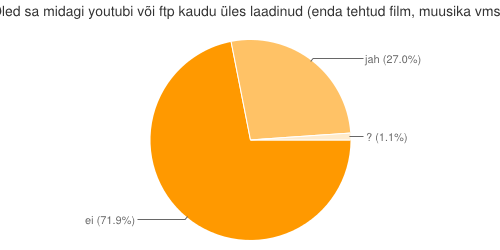 Oled sa midagi youtubi või ftp kaudu üles laadinud (enda tehtud film, muusika vms
jah (27.0%)
? (1.1%)
ei (71.9%)